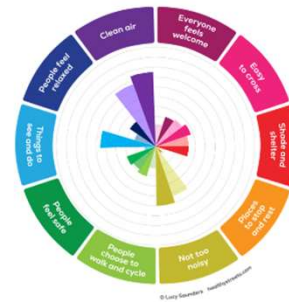 Clean air
Everyone
feels
welcome
Easy
to cross
Shade and
shelter
Places
to stop
and rest
Not too
noisy
People
choose to
walk and cycle
People
feel safe
Things to
see and do
People feel
relaxed
© Lucy Saunders healthystreets.com